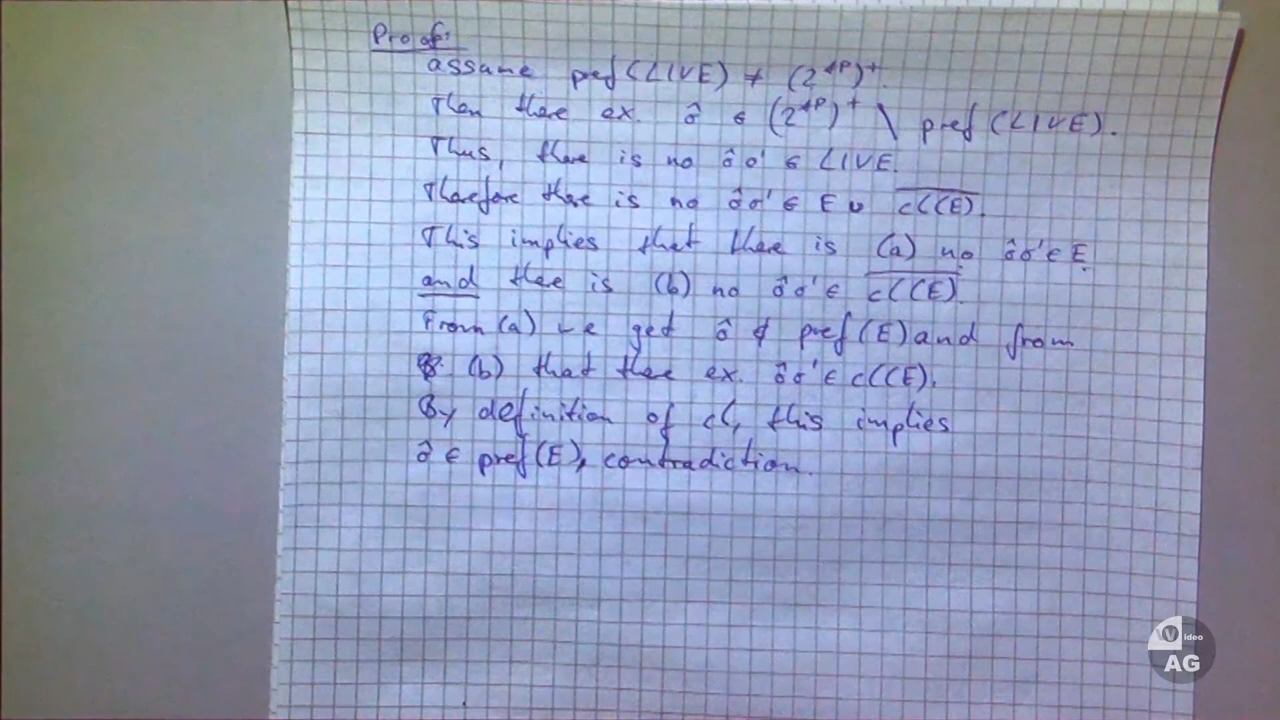 Proof:
assume pref(LIVE) ≠ (2^AP)^+.
Then there ex. σ̂ ∈ (2^AP)^+ \ pref(LIVE).
Thus, there is no σ̂σ' ∈ LIVE.
Therefore there is no σ̂σ' ∈ E ∪ \overline{cl(E)}.
This implies that there is (a) no σ̂σ' ∈ E
and there is (b) no σ̂σ' ∈ \overline{cl(E)}.
From (a) we get σ̂ ∉ pref(E) and from
(b) that there ex. σ̂σ' ∈ cl(E).
By definition of cl, this implies
σ̂ ∈ pref(E), contradiction.
Video
AG